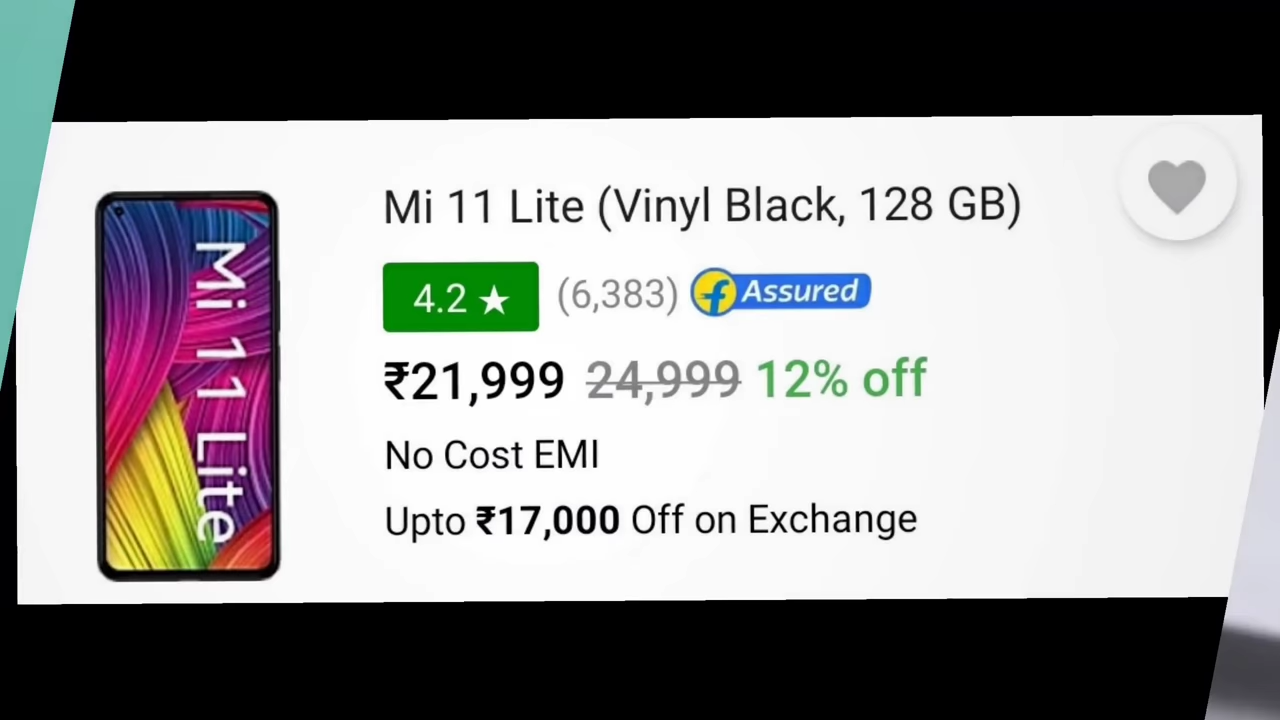 Mi 11 Lite
Mi 11 Lite (Vinyl Black, 128 GB)
4.2 ★ (6,383) f Assured
₹21,999 24,999 12% off
No Cost EMI
Upto ₹17,000 Off on Exchange